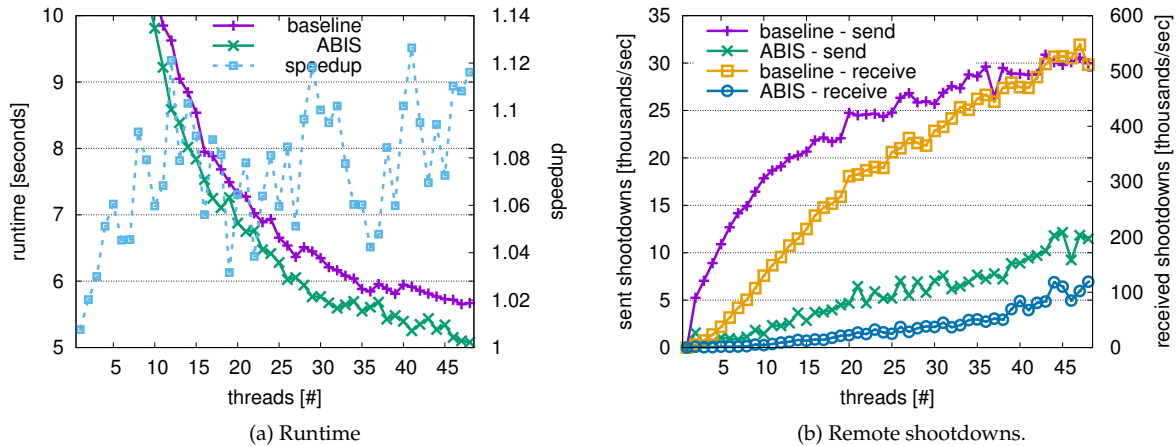 baseline
ABIS
speedup
10
9
8
7
6
5
runtime [seconds]
1.14
1.12
1.1
1.08
1.06
1.04
1.02
1
speedup
5 10 15 20 25 30 35 40 45
threads [#]
(a) Runtime
baseline - send
ABIS - send
baseline - receive
ABIS - receive
35
30
25
20
15
10
5
0
sent shootdowns [thousands/sec]
600
500
400
300
200
100
0
received shootdowns [thousands/sec]
5 10 15 20 25 30 35 40 45
threads [#]
(b) Remote shootdowns.